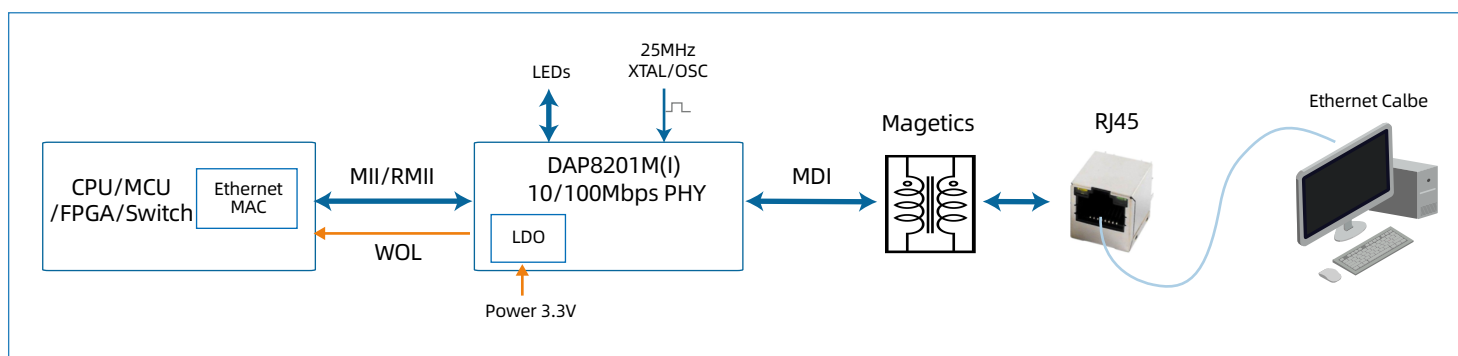 25MHz
XTAL/OSC
LEDs
Ethernet Calbe
Magetics
RJ45
CPU/MCU
/FPGA/Switch
Ethernet
MAC
MII/RMII
WOL
DAP8201M(I)
10/100Mbps PHY
LDO
Power 3.3V
MDI